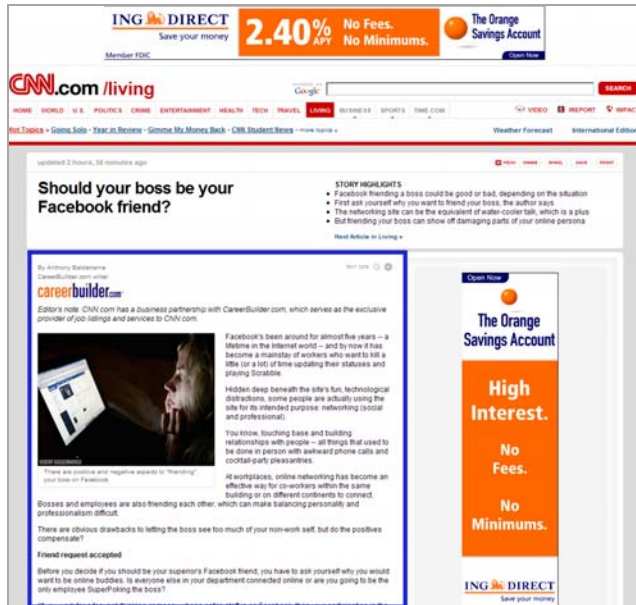 ING DIRECT
Save your money
Member FDIC
2.40% APY
No Fees.
No Minimums.
The Orange
Savings Account
Open Now
CNN.com /living
Google
SEARCH
HOME WORLD U.S. POLITICS CRIME ENTERTAINMENT HEALTH TECH TRAVEL LIVING BUSINESS SPORTS TIME.COM VIDEO IREPORT IMPAC
Hot Topics » Going Solo · Year in Review · Gimme My Money Back · CNN Student News · more topics » Weather Forecast International Edition
updated 2 hours, 58 minutes ago
Should your boss be your
Facebook friend?
STORY HIGHLIGHTS
Facebook friending a boss could be good or bad, depending on the situation
First ask yourself why you want to friend your boss, the author says
The networking site can be the equivalent of water-cooler talk, which is a plus
But friending your boss can show off damaging parts of your online persona
Next Article in Living »
By Anthony Balderrama
CareerBuilder.com writer
TEXT SIZE
careerbuilder.com
Editor's note: CNN.com has a business partnership with CareerBuilder.com, which serves as the exclusive
provider of job listings and services to CNN.com.
Facebook's been around for almost five years -- a
lifetime in the Internet world -- and by now it has
become a mainstay of workers who want to kill a
little (or a lot) of time updating their statuses and
playing Scrabble.
Hidden deep beneath the site's fun, technological
distractions, some people are actually using the
site for its intended purpose: networking (social
and professional).
You know, touching base and building
relationships with people -- all things that used to
be done in person with awkward phone calls and
cocktail-party pleasantries.
There are positive and negative aspects to "friending"
your boss on Facebook.
At workplaces, online networking has become an
effective way for co-workers within the same
building or on different continents to connect.
Bosses and employees are also friending each other, which can make balancing personality and
professionalism difficult.
There are obvious drawbacks to letting the boss see too much of your non-work self, but do the positives
compensate?
Friend request accepted
Before you decide if you should be your superior's Facebook friend, you have to ask yourself why you would
want to be online buddies. Is everyone else in your department connected online or are you going to be the
only employee SuperPoking the boss?
Open Now
The Orange
Savings Account
High
Interest.
No
Fees.
No
Minimums.
ING DIRECT
Save your money